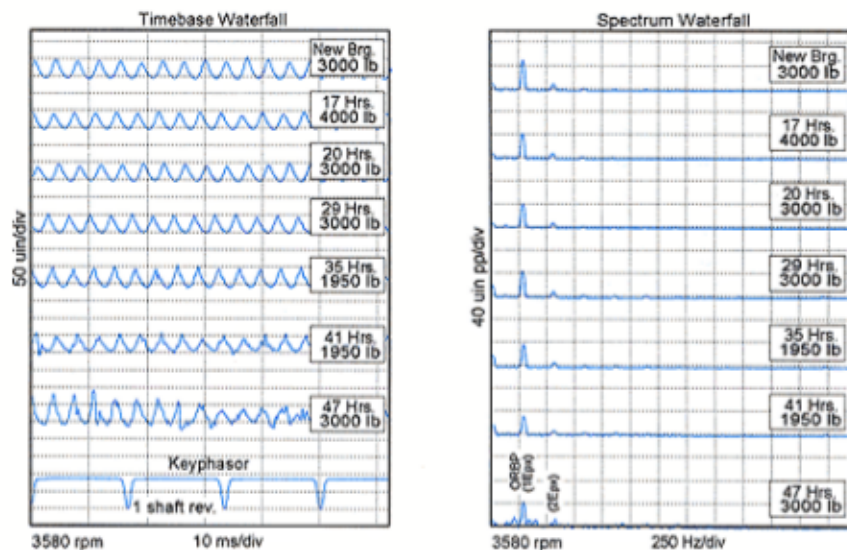 Timebase Waterfall
50 uin/div
New Brg.
3000 lb
17 Hrs.
4000 lb
20 Hrs.
3000 lb
29 Hrs.
3000 lb
35 Hrs.
1950 lb
41 Hrs.
1950 lb
47 Hrs.
3000 lb
Keyphasor
1 shaft rev.
3580 rpm
10 ms/div
Spectrum Waterfall
40 uin pp/div
New Brg.
3000 lb
17 Hrs.
4000 lb
20 Hrs.
3000 lb
29 Hrs.
3000 lb
35 Hrs.
1950 lb
41 Hrs.
1950 lb
ORBP
(1Epx)
(2Epx)
47 Hrs.
3000 lb
3580 rpm
250 Hz/div